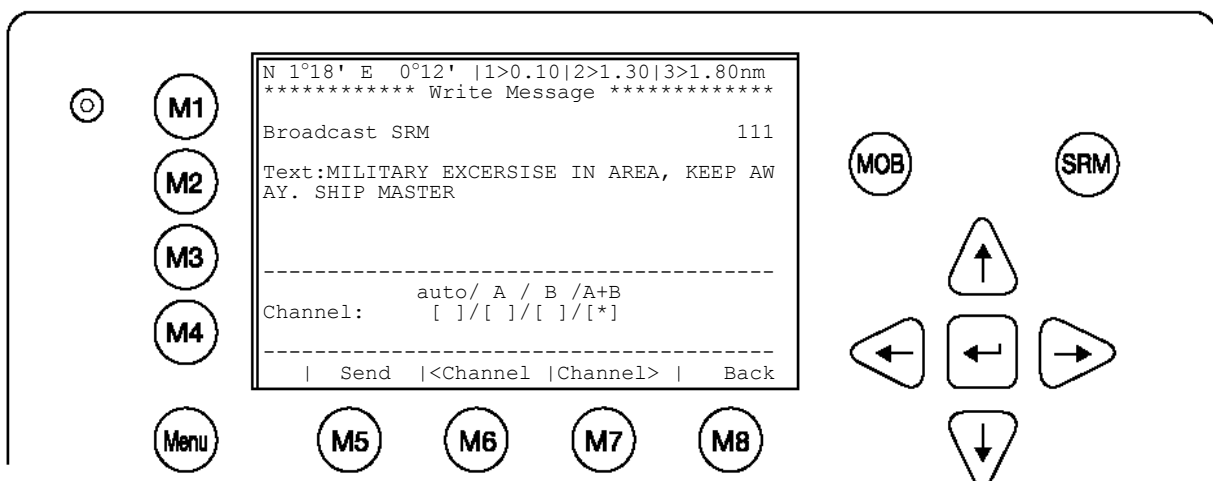 N 1°18' E 0°12' |1>0.10|2>1.30|3>1.80nm
************ Write Message *************
Broadcast SRM 111
Text:MILITARY EXCERSISE IN AREA, KEEP AW
AY. SHIP MASTER
----------------------------------------
auto/ A / B /A+B
Channel: [ ]/[ ]/[ ]/[*]
----------------------------------------
| Send |<Channel |Channel> | Back
M1
M2
M3
M4
Menu
M5 M6 M7 M8
MOB SRM